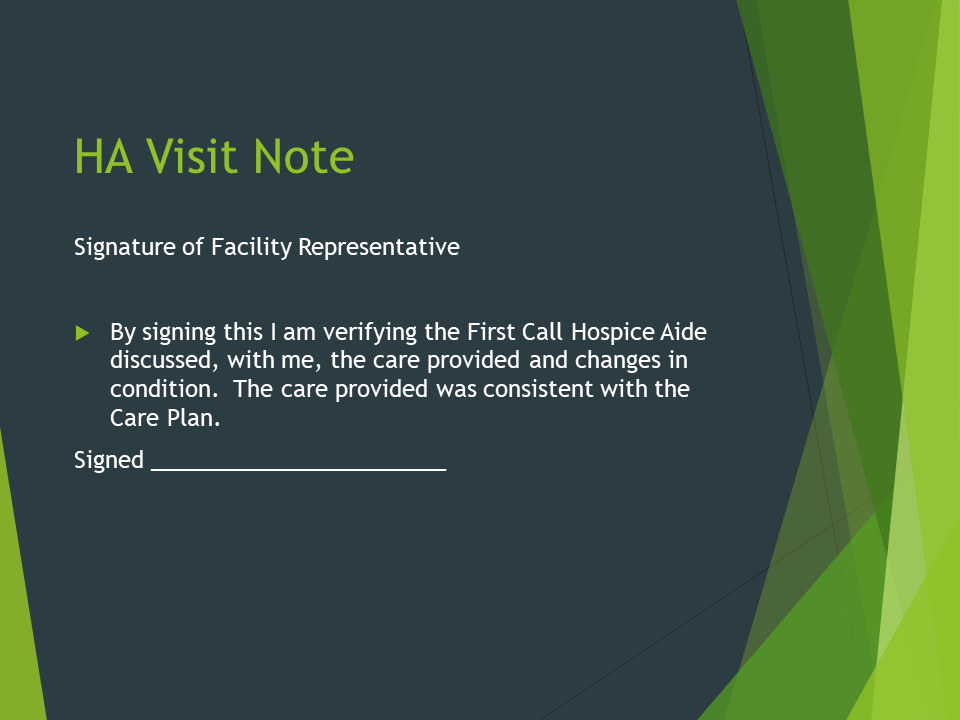 HA Visit Note
Signature of Facility Representative
By signing this I am verifying the First Call Hospice Aide
discussed, with me, the care provided and changes in
condition.  The care provided was consistent with the
Care Plan.
Signed ________________________